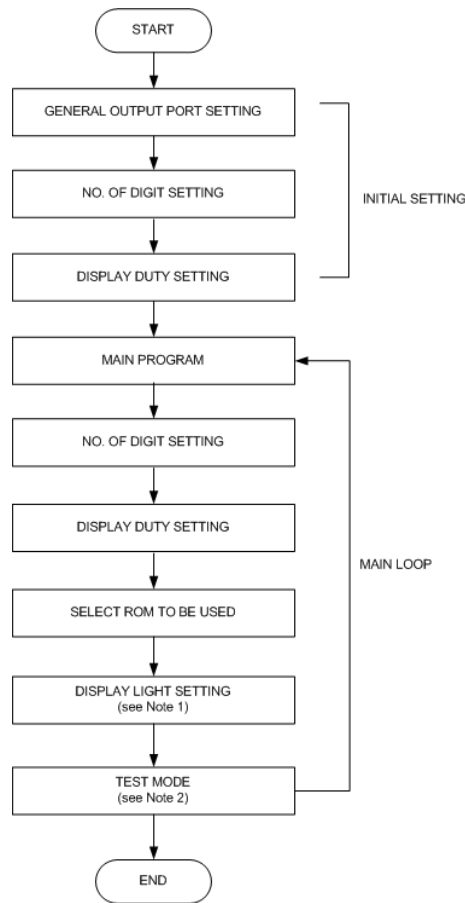 START
GENERAL OUTPUT PORT SETTING
NO. OF DIGIT SETTING
INITIAL SETTING
DISPLAY DUTY SETTING
MAIN PROGRAM
NO. OF DIGIT SETTING
DISPLAY DUTY SETTING
MAIN LOOP
SELECT ROM TO BE USED
DISPLAY LIGHT SETTING
(see Note 1)
TEST MODE
(see Note 2)
END